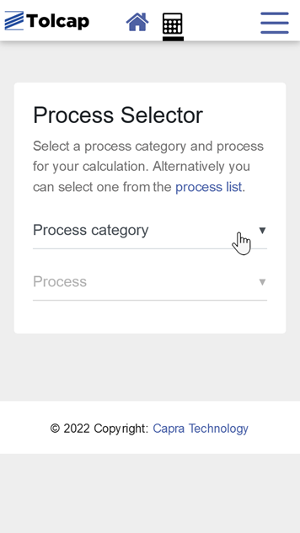 Tolcap
Process Selector
Select a process category and process
for your calculation. Alternatively you
can select one from the process list.
Process category
Process
© 2022 Copyright: Capra Technology